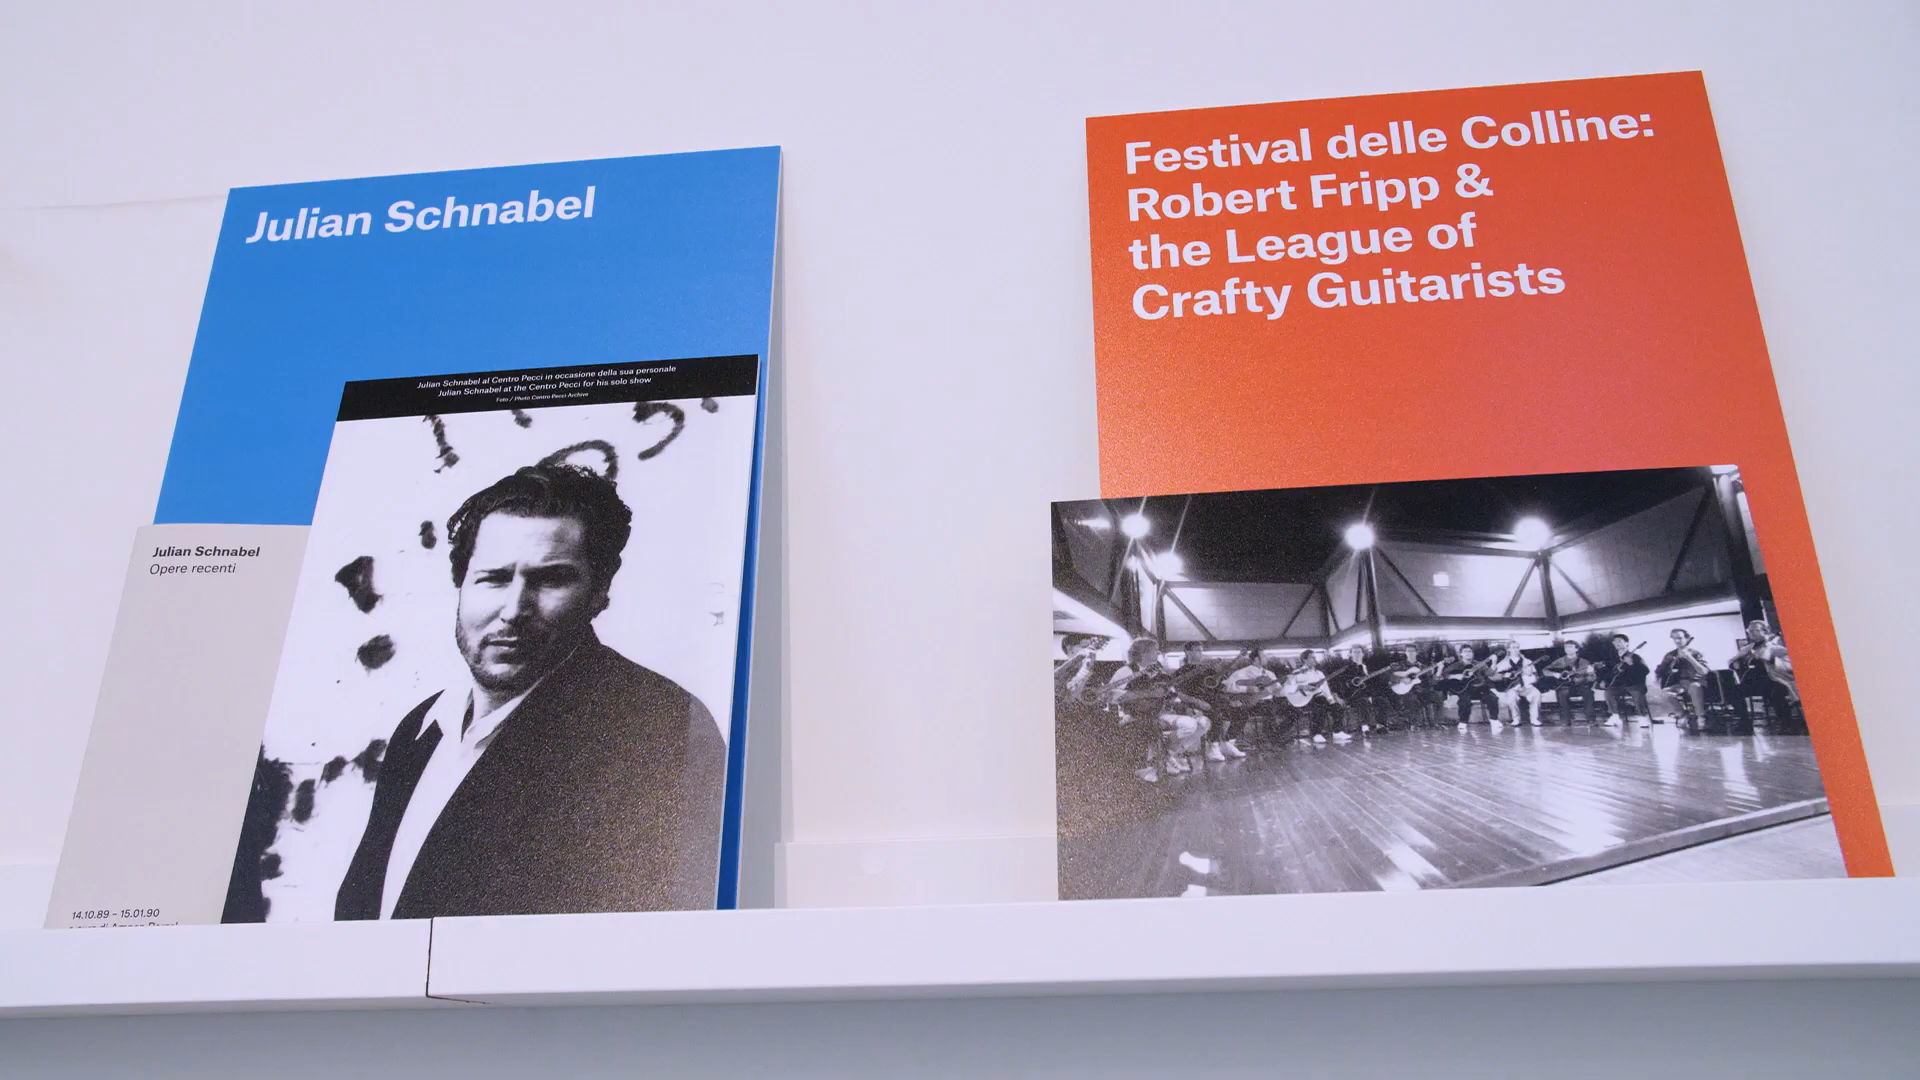 Julian Schnabel
Julian Schnabel al Centro Pecci in occasione della sua personale
Julian Schnabel at the Centro Pecci for his solo show
Foto / Photo Centro Pecci Archive
Julian Schnabel
Opere recenti
14.10.89 – 15.01.90
Festival delle Colline:
Robert Fripp &
the League of
Crafty Guitarists